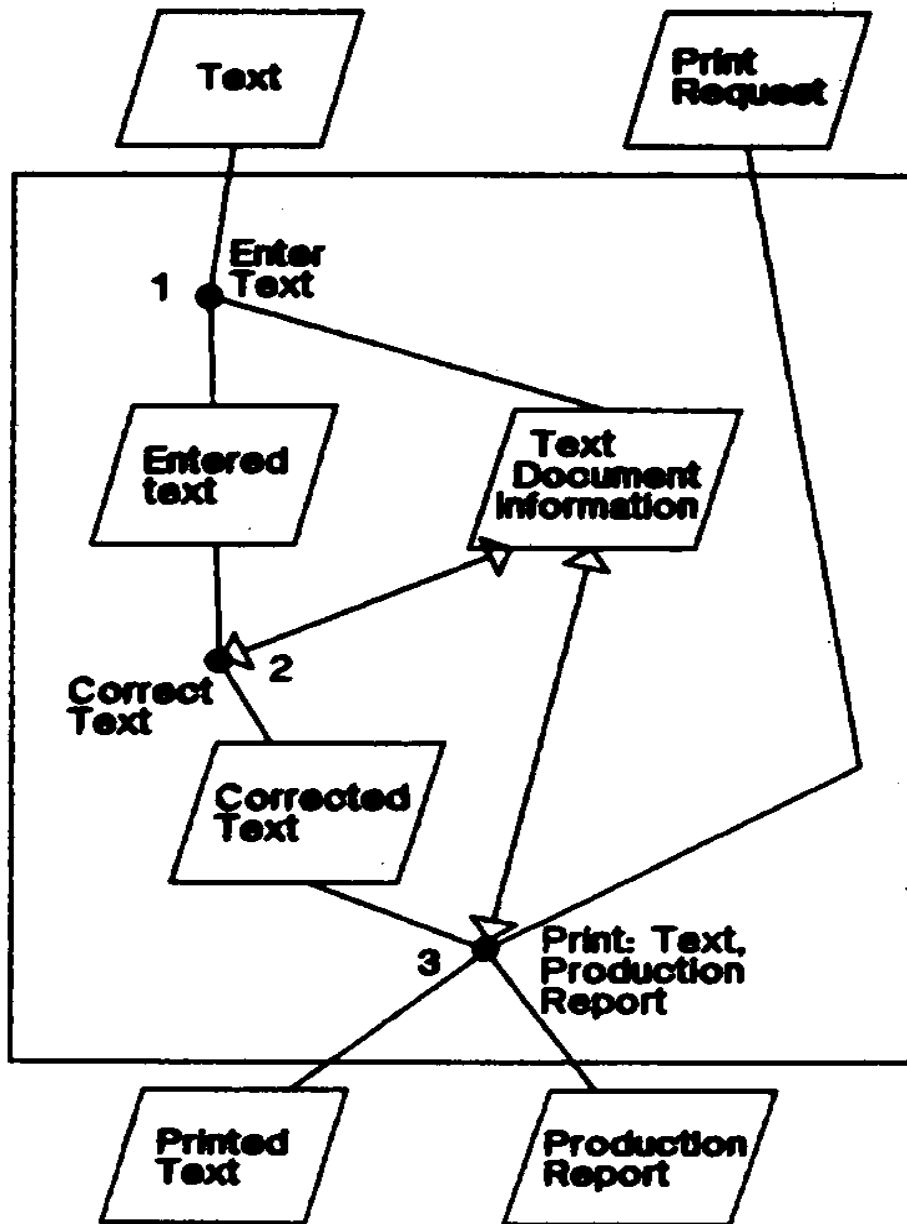 Text
Print
Request
Enter
Text
1
Entered
text
Text
Document
Information
2
Correct
Text
Corrected
Text
3
Print: Text,
Production
Report
Printed
Text
Production
Report